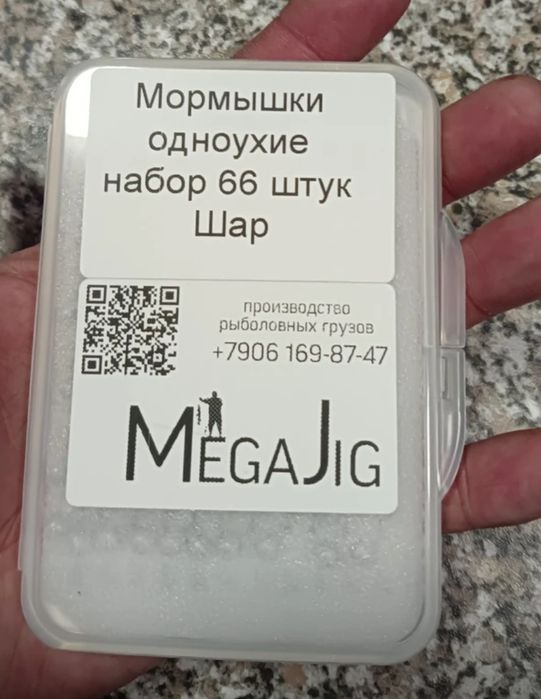 Мормышки
одноухие
набор 66 штук
Шар
производство
рыболовных грузов
+7906 169-87-47
MEGAJIG